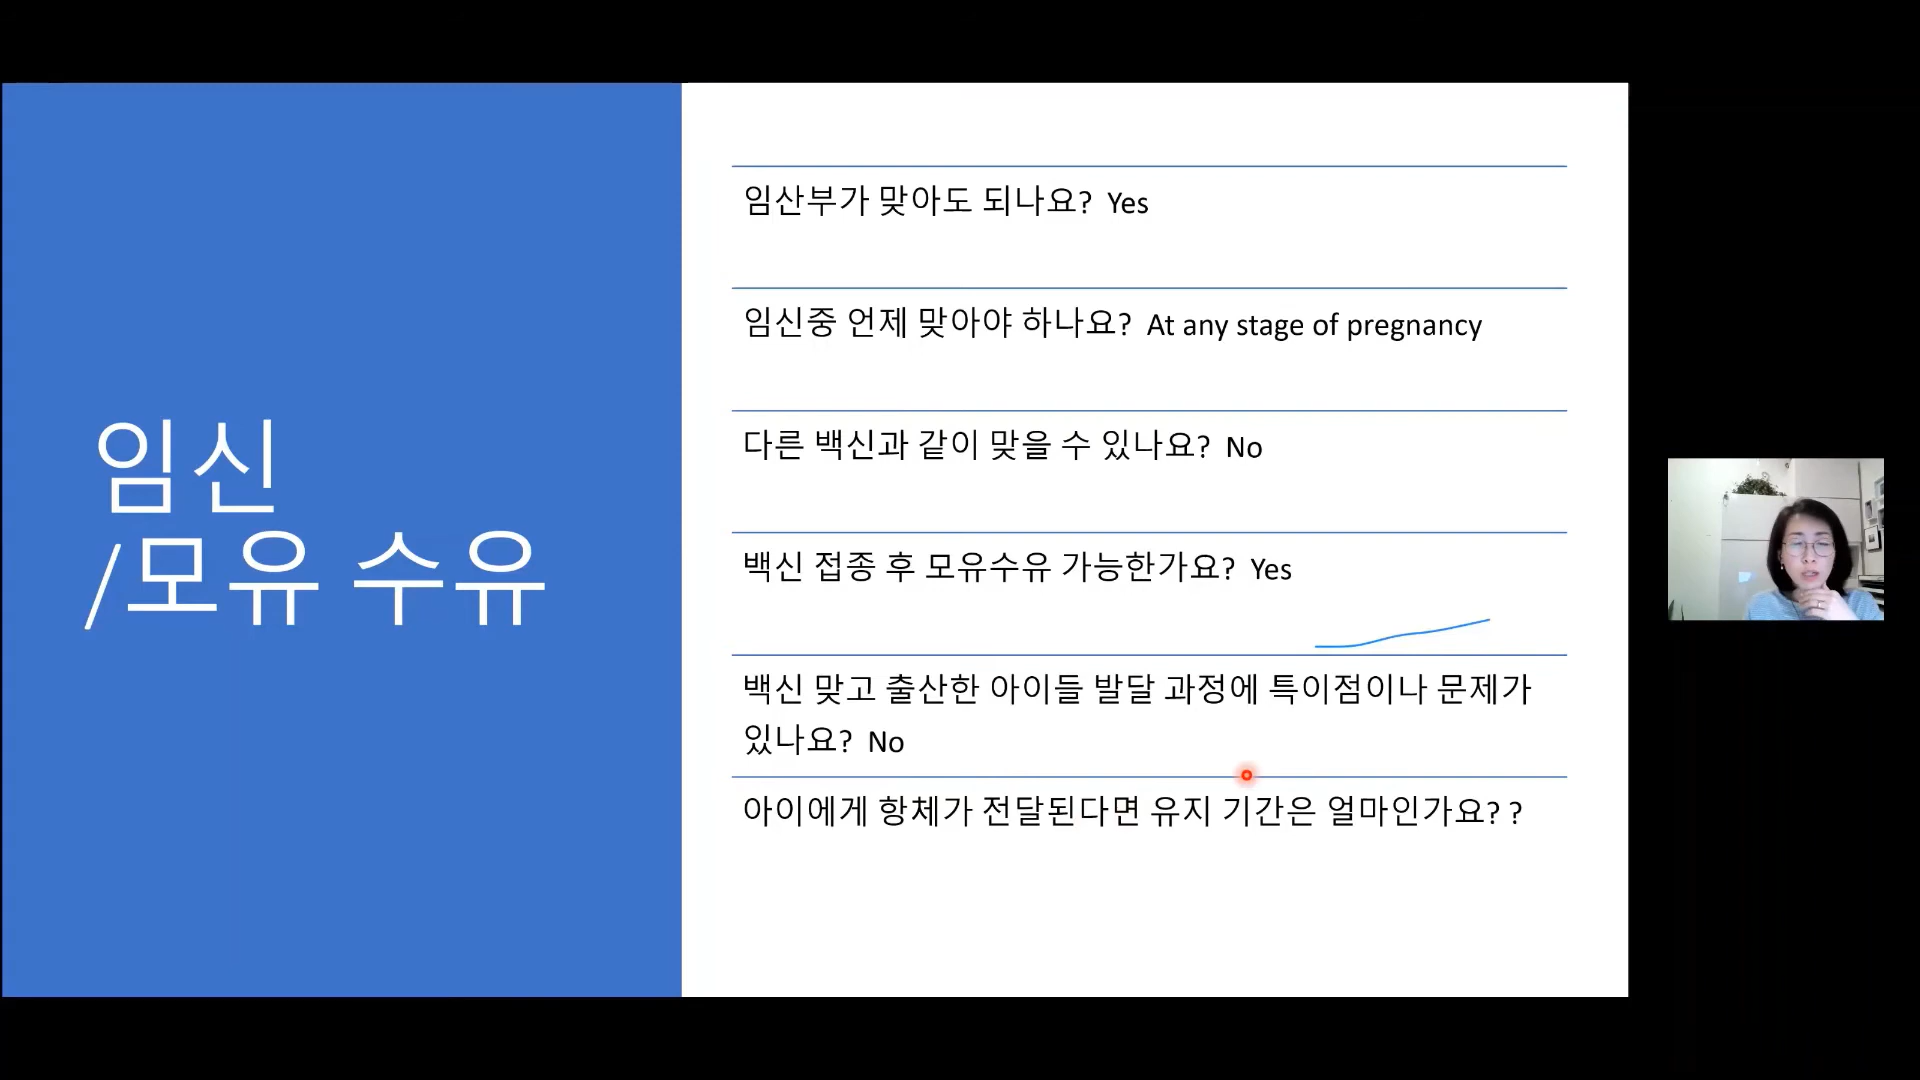 임신
/모유 수유
임산부가 맞아도 되나요? Yes
임신중 언제 맞아야 하나요? At any stage of pregnancy
다른 백신과 같이 맞을 수 있나요? No
백신 접종 후 모유수유 가능한가요? Yes
백신 맞고 출산한 아이들 발달 과정에 특이점이나 문제가
있나요? No
아이에게 항체가 전달된다면 유지 기간은 얼마인가요? ?